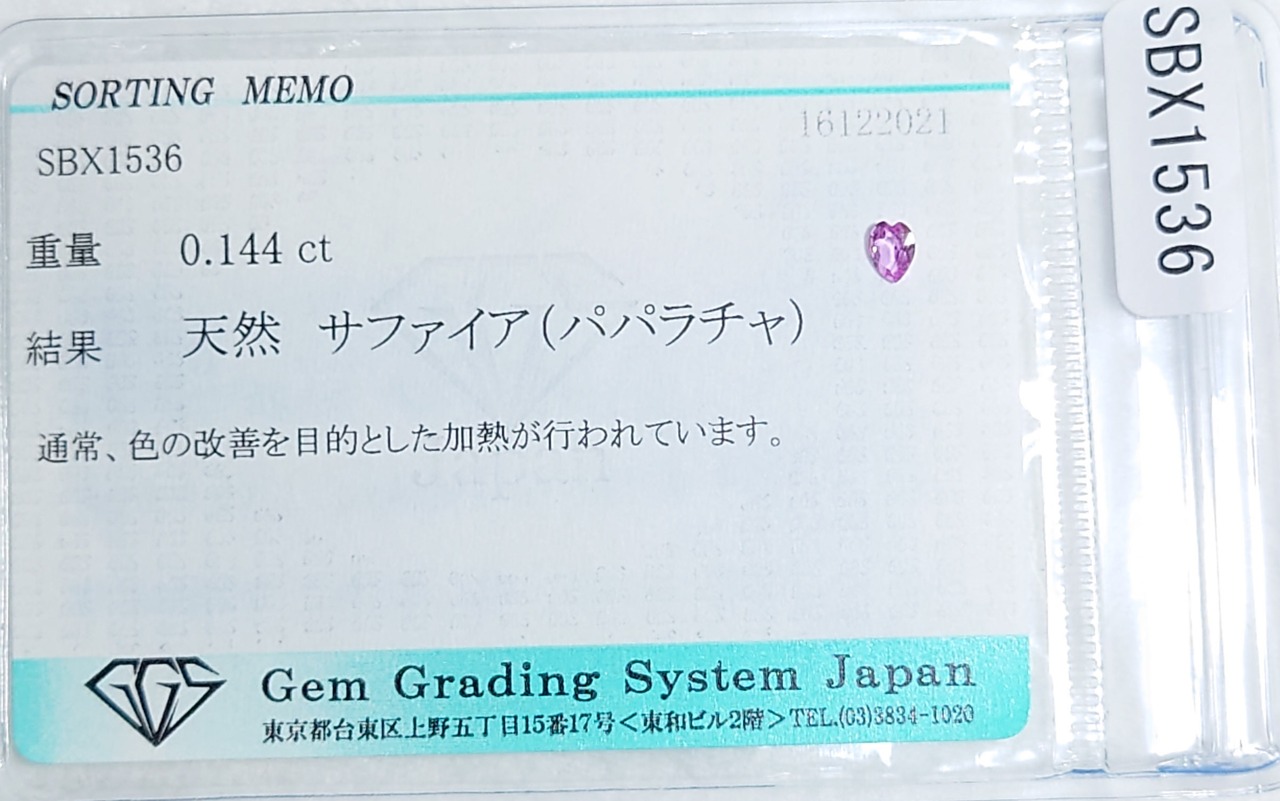 SORTING MEMO
16122021
SBX1536
重量 0.144 ct
結果 天然 サファイア(パパラチャ)
通常、色の改善を目的とした加熱が行われています。
GGS Gem Grading System Japan
東京都台東区上野五丁目15番17号<東和ビル2階>TEL.(03)3834-1020
SBX1536